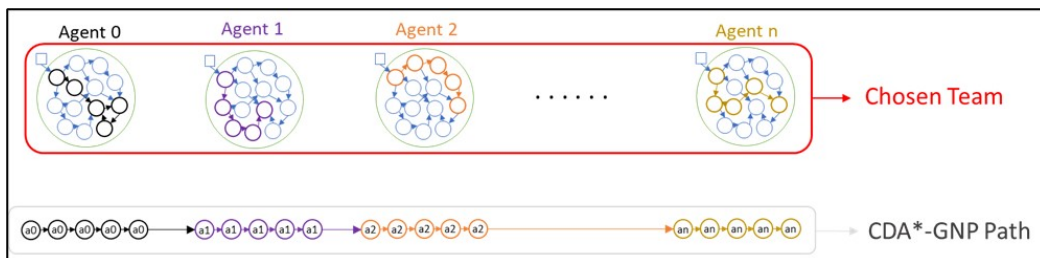 Agent 0 Agent 1 Agent 2 Agent n
. . . . . .
Chosen Team
a0 a0 a0 a0 a0 a1 a1 a1 a1 a1 a2 a2 a2 a2 a2 an an an an an
CDA*-GNP Path